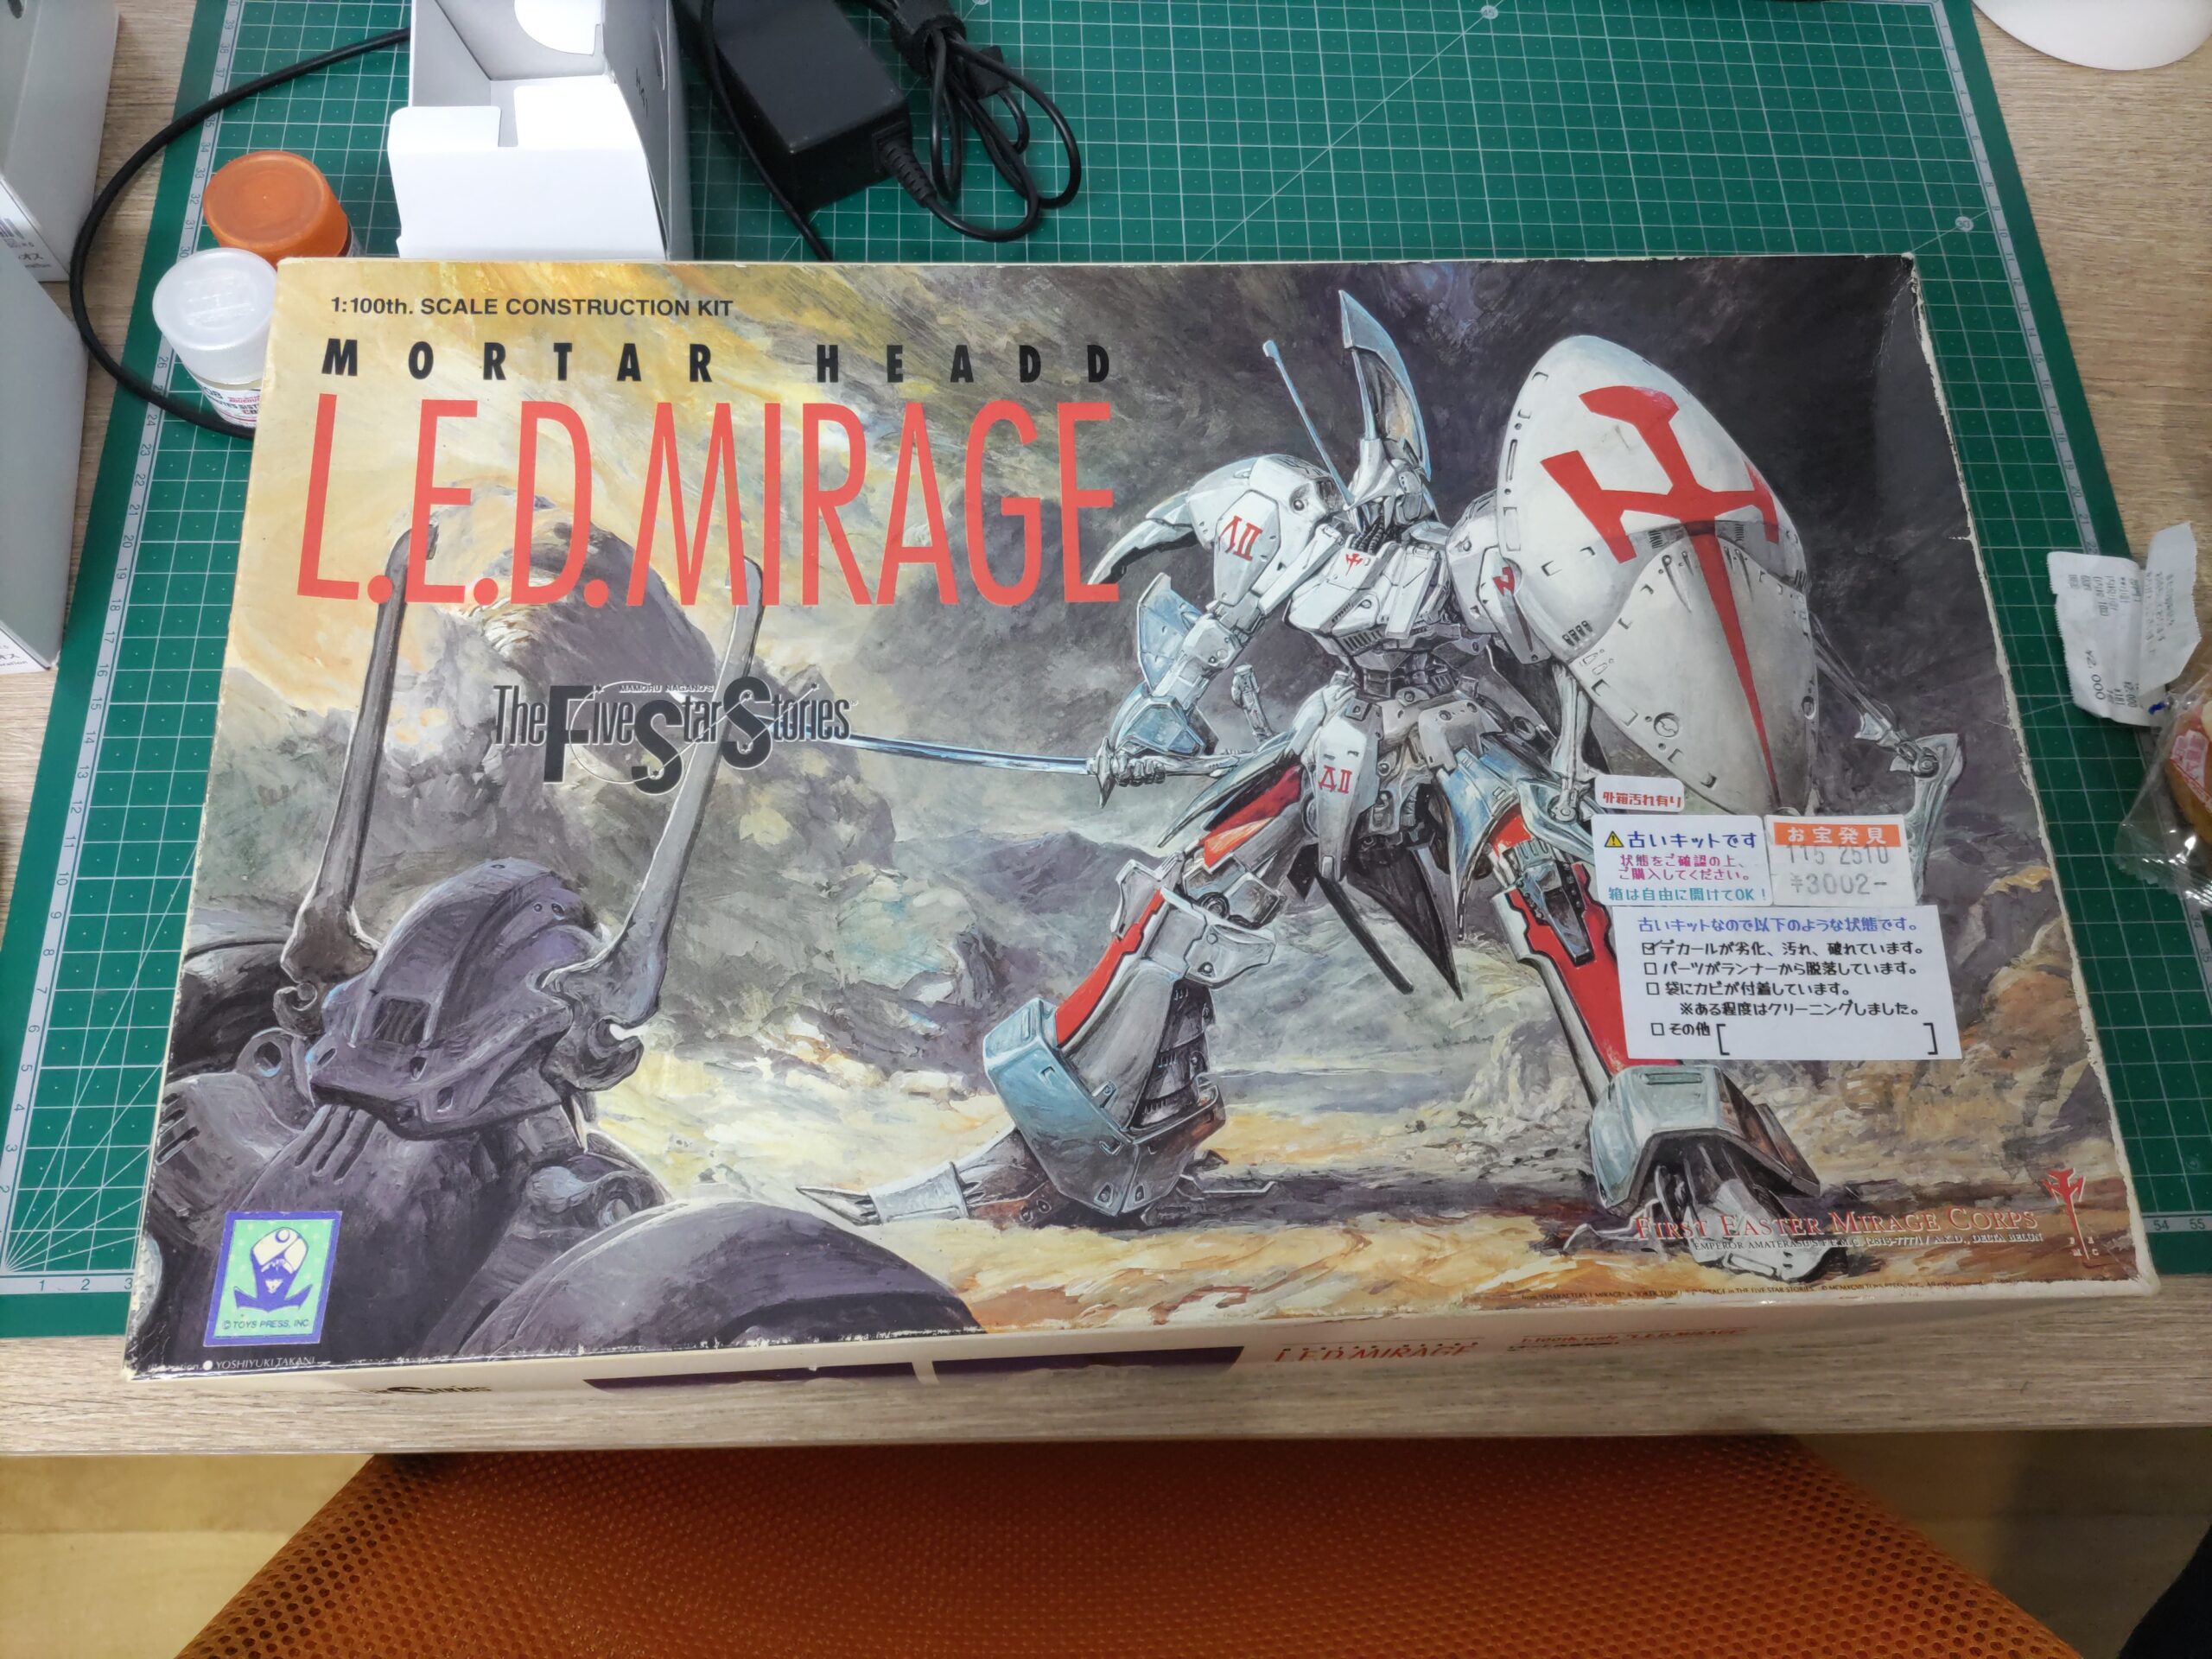 1:100th. SCALE CONSTRUCTION KIT
MORTAR HEADD
L.E.D. MIRAGE
MAMORU NAGANO'S
The Five Star Stories
ΔΙΙ
ΔΙΙ
外箱汚れ有り
⚠古いキットです
状態をご確認の上、
ご購入してください。
箱は自由に開けてOK!
お宝発見
115 2510
¥3002-
古いキットなので以下のような状態です。
☑デカールが劣化、汚れ、破れています。
□パーツがランナーから脱落しています。
□袋にカビが付着しています。
※ある程度はクリーニングしました。
□その他[ ]
FIRST EASTER MIRAGE CORPS
©TOYS PRESS, INC.
YOSHIYUKI TAKANI
L.E.D. MIRAGE